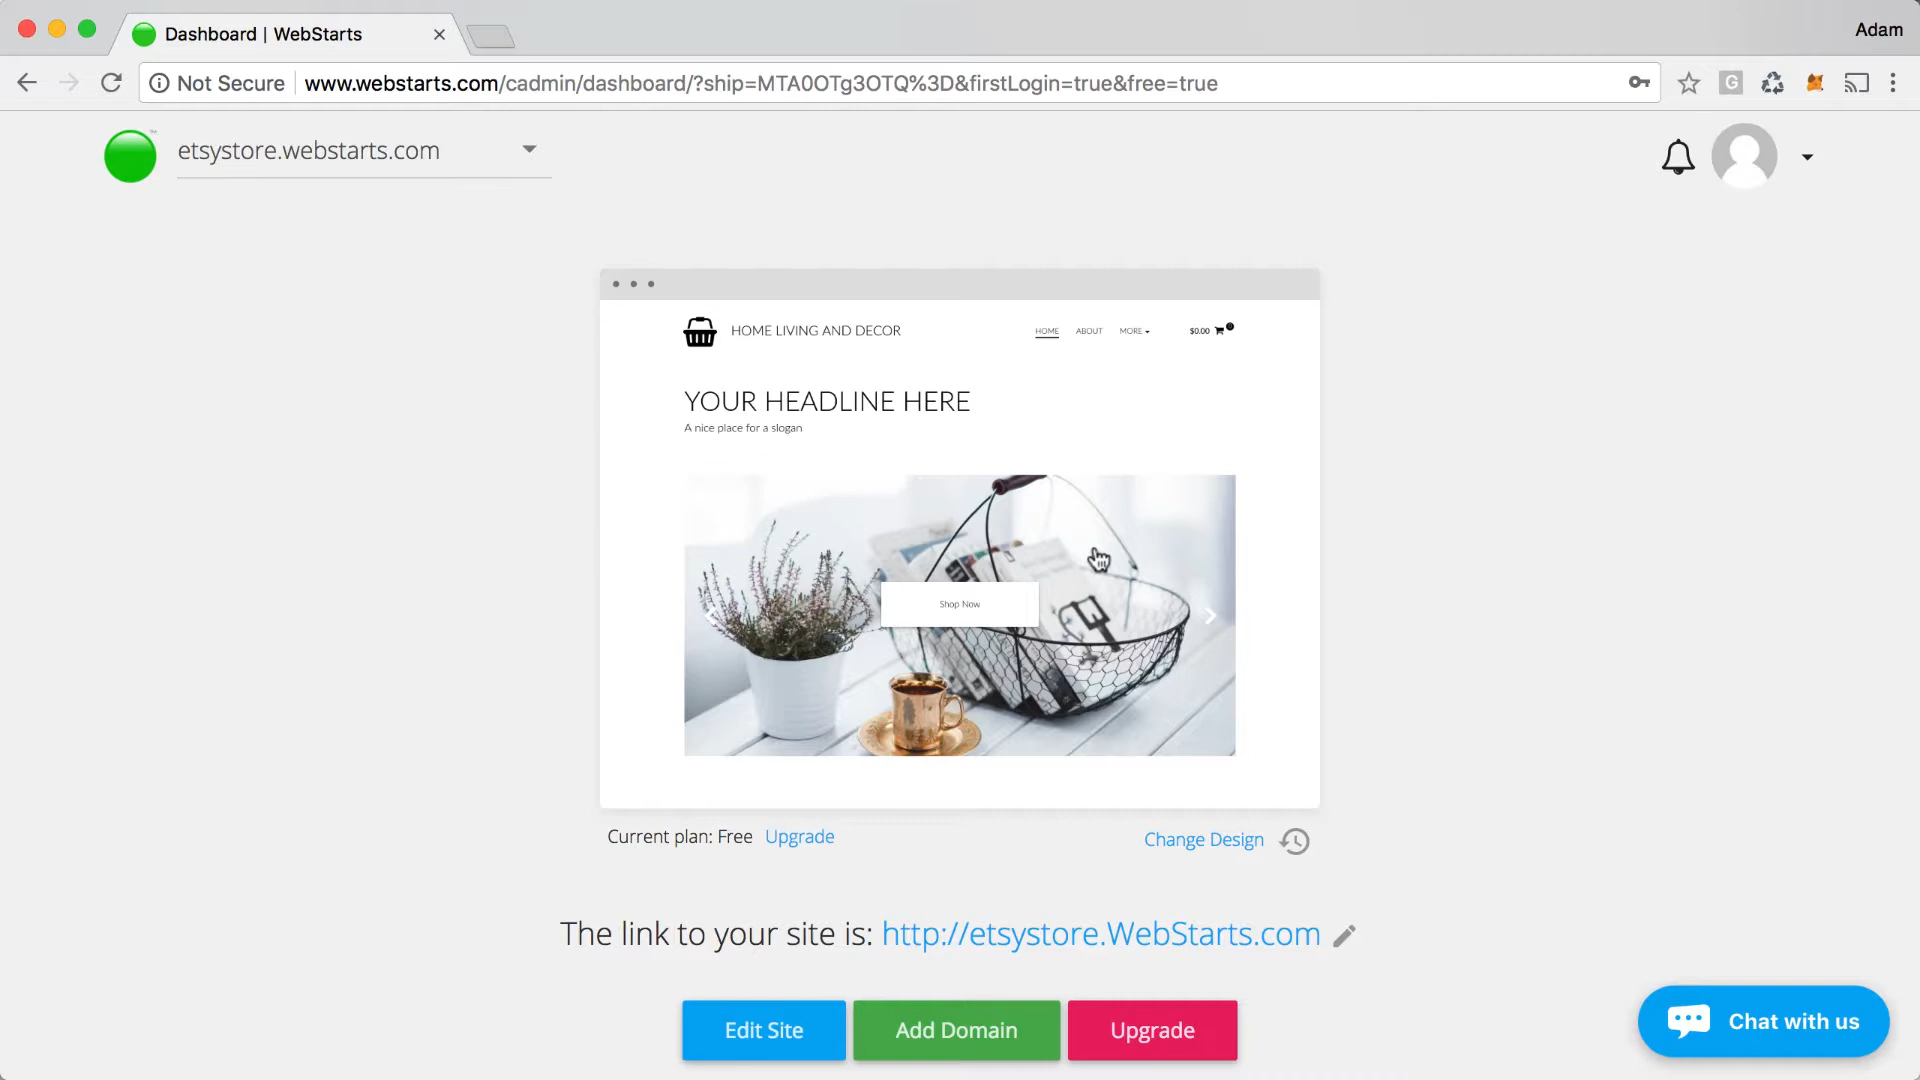 Dashboard | WebStarts
Adam
Not Secure
www.webstarts.com/cadmin/dashboard/?ship=MTA0OTg3OTQ%3D&firstLogin=true&free=true
G
etsystore.webstarts.com
HOME LIVING AND DECOR
HOME ABOUT MORE $0.00
YOUR HEADLINE HERE
A nice place for a slogan
Shop Now
Current plan: Free Upgrade
Change Design
The link to your site is: http://etsystore.WebStarts.com
Edit Site
Add Domain
Upgrade
Chat with us